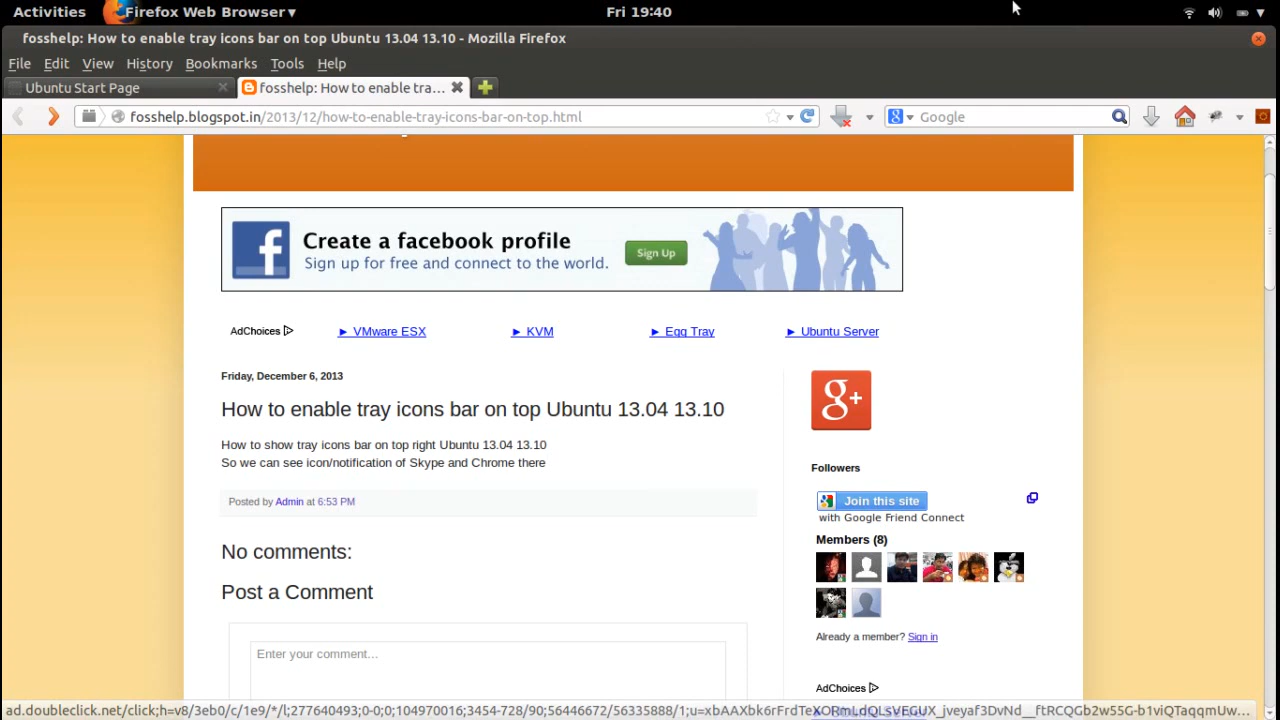 Activities Firefox Web Browser ▾ Fri 19:40
fosshelp: How to enable tray icons bar on top Ubuntu 13.04 13.10 - Mozilla Firefox
File Edit View History Bookmarks Tools Help
Ubuntu Start Page fosshelp: How to enable tra...
fosshelp.blogspot.in/2013/12/how-to-enable-tray-icons-bar-on-top.html Google
Create a facebook profile
Sign up for free and connect to the world.
Sign Up
AdChoices ► VMware ESX ► KVM ► Egg Tray ► Ubuntu Server
Friday, December 6, 2013
How to enable tray icons bar on top Ubuntu 13.04 13.10
How to show tray icons bar on top right Ubuntu 13.04 13.10
So we can see icon/notification of Skype and Chrome there
Posted by Admin at 6:53 PM
No comments:
Post a Comment
Enter your comment...
g+
Followers
Join this site
with Google Friend Connect
Members (8)
Already a member? Sign in
AdChoices